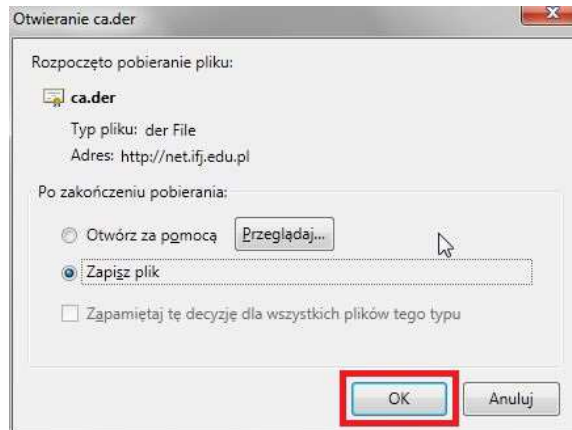 Otwieranie ca.der
Rozpoczęto pobieranie pliku:
ca.der
Typ pliku: der File
Adres: http://net.ifj.edu.pl
Po zakończeniu pobierania:
Otwórz za pomocą Przeglądaj...
Zapisz plik
Zapamiętaj tę decyzję dla wszystkich plików tego typu
OK Anuluj